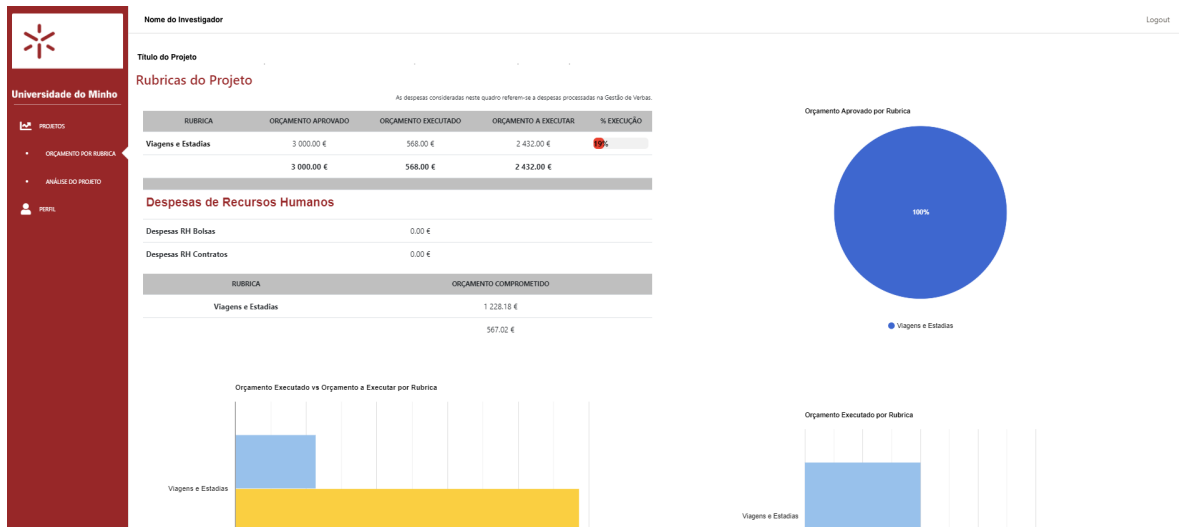 Nome do Investigador
Logout
Universidade do Minho
PROJETOS
ORÇAMENTO POR RUBRICA
ANÁLISE DO PROJETO
PERFIL
Título do Projeto
Rubricas do Projeto
As despesas consideradas neste quadro referem-se a despesas processadas na Gestão de Verbas.
RUBRICA ORÇAMENTO APROVADO ORÇAMENTO EXECUTADO ORÇAMENTO A EXECUTAR % EXECUÇÃO
Viagens e Estadias 3 000.00 € 568.00 € 2 432.00 € 19%
3 000.00 € 568.00 € 2 432.00 €
Despesas de Recursos Humanos
Despesas RH Bolsas 0.00 €
Despesas RH Contratos 0.00 €
RUBRICA ORÇAMENTO COMPROMETIDO
Viagens e Estadias 1 228.18 €
567.02 €
Orçamento Aprovado por Rubrica
100%
Viagens e Estadias
Orçamento Executado vs Orçamento a Executar por Rubrica
Viagens e Estadias
Orçamento Executado por Rubrica
Viagens e Estadias